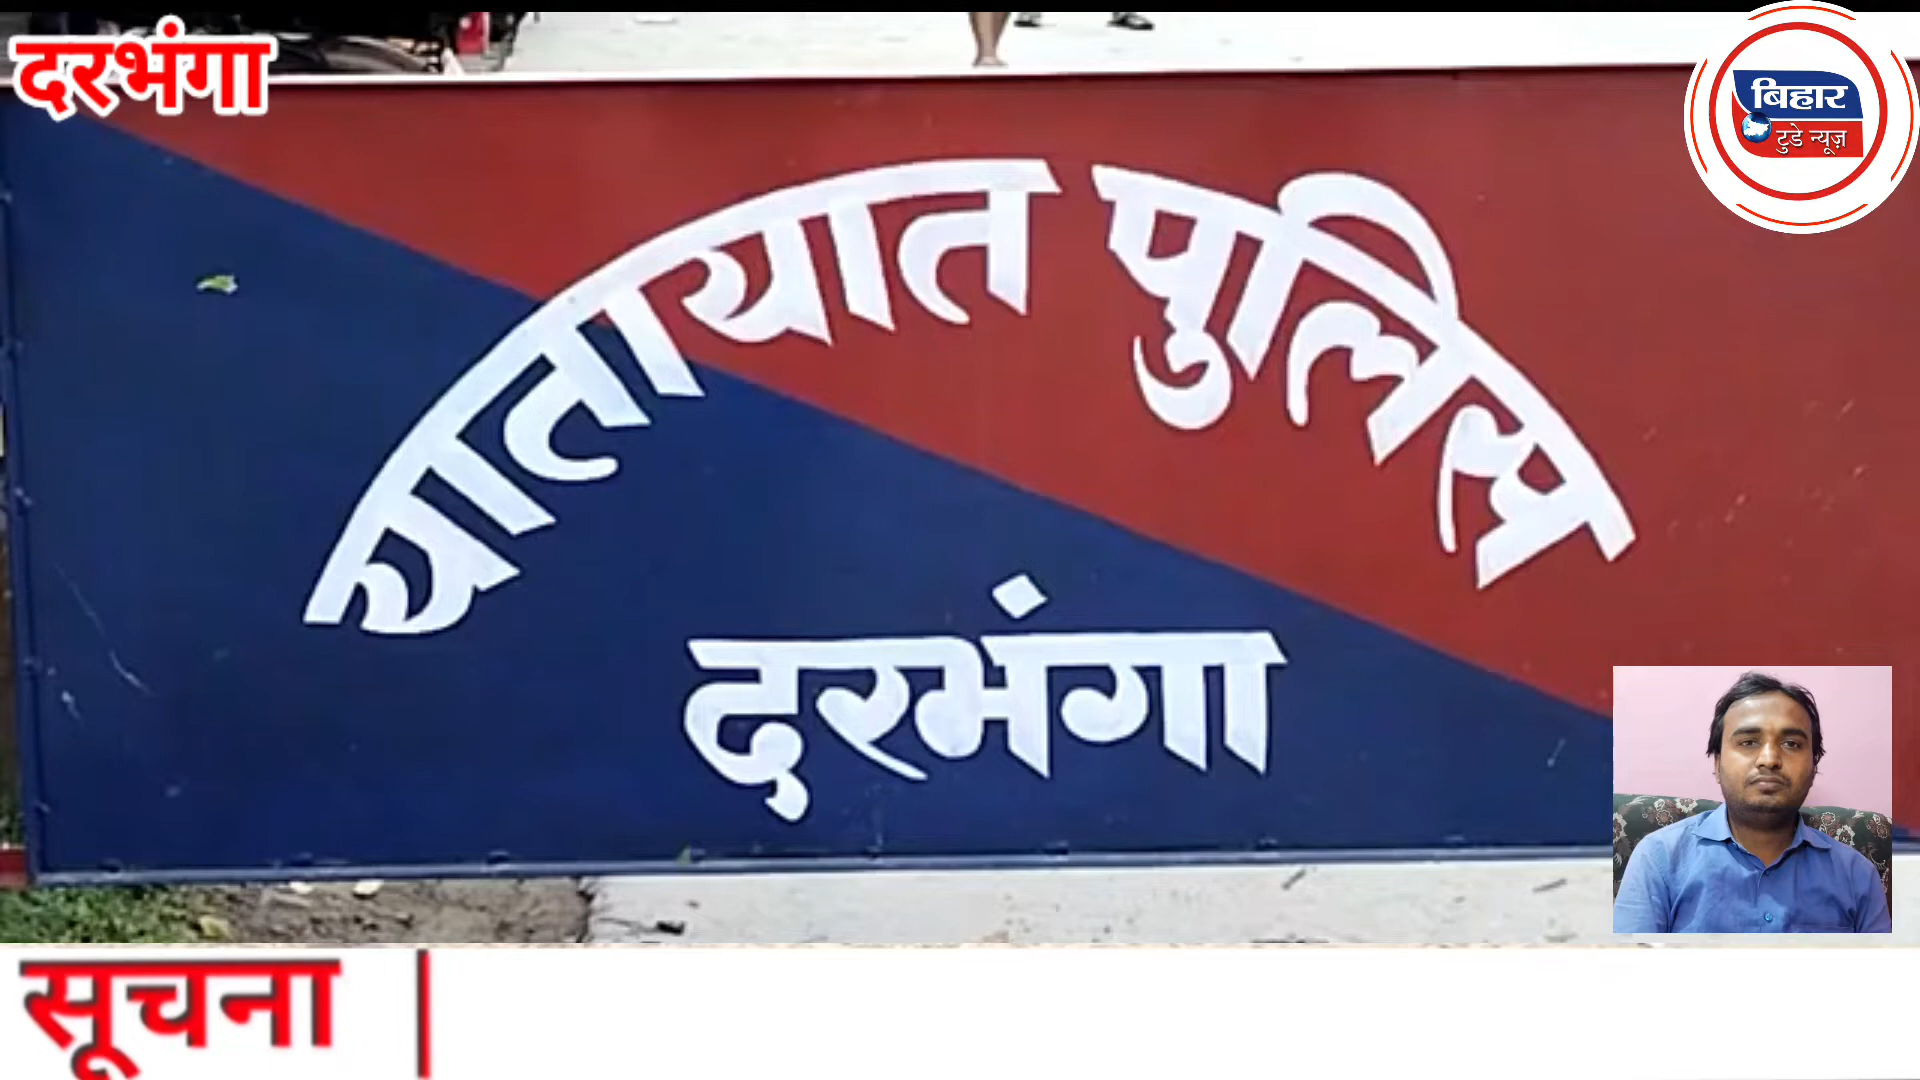 दरभंगा
बिहार
टुडे न्यूज़
यातायात पुलिस
दरभंगा
सूचना |